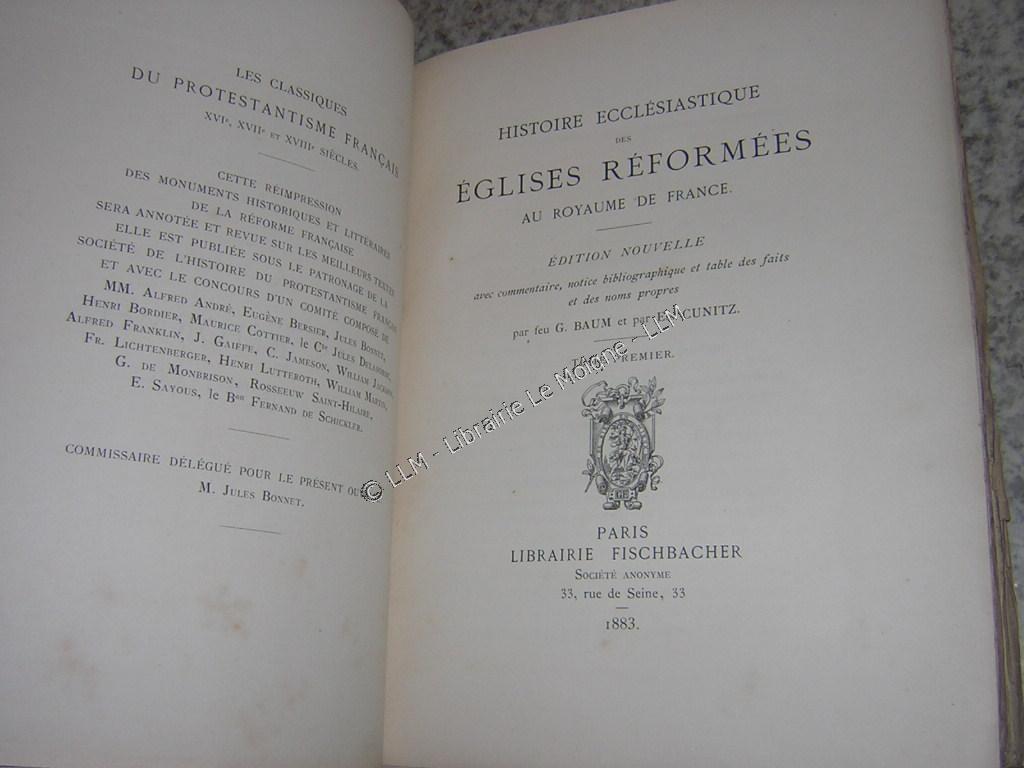 LES CLASSIQUES
DU PROTESTANTISME FRANÇAIS
XVIe, XVIIe ET XVIIIe SIÈCLES.
CETTE RÉIMPRESSION
DES MONUMENTS HISTORIQUES ET LITTÉRAIRES
DE LA RÉFORME FRANÇAISE
SERA ANNOTÉE ET REVUE SUR LES MEILLEURS TEXTES
ELLE EST PUBLIÉE SOUS LE PATRONAGE DE LA
SOCIÉTÉ DE L'HISTOIRE DU PROTESTANTISME FRANÇAIS
ET AVEC LE CONCOURS D'UN COMITÉ COMPOSÉ DE
MM. ALFRED ANDRÉ, EUGÈNE BERSIER, JULES BONNET,
HENRI BORDIER, MAURICE COTTIER, le Cte JULES DELABORDE,
ALFRED FRANKLIN, J. GAIFFE, C. JAMESON, WILLIAM JACKSON,
FR. LICHTENBERGER, HENRI LUTTEROTH, WILLIAM MARTIN,
G. DE MONBRISON, ROSSEEUW SAINT-HILAIRE,
E. SAYOUS, le Bon FERNAND DE SCHICKLER.
COMMISSAIRE DÉLÉGUÉ POUR LE PRÉSENT
M. JULES BONNET.
HISTOIRE ECCLÉSIASTIQUE
DES
ÉGLISES RÉFORMÉES
AU ROYAUME DE FRANCE.
ÉDITION NOUVELLE
avec commentaire, notice bibliographique et table des faits
et des noms propres
par feu G. BAUM et par E. CUNITZ.
TOME PREMIER.
© LLM - Librairie Le Moigne - LLM
PARIS
LIBRAIRIE FISCHBACHER
SOCIÉTÉ ANONYME
33, rue de Seine, 33
1883.